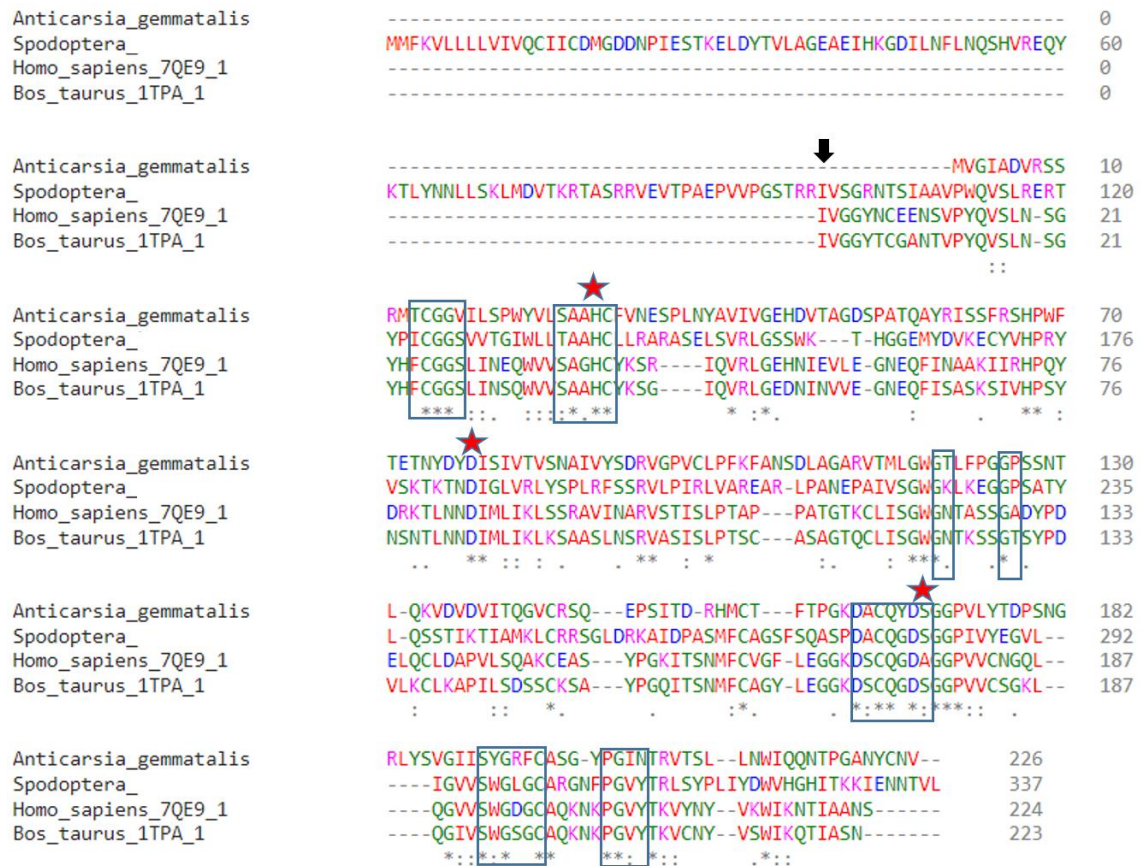 Anticarsia_gemmatalis ------------------------------------------------------------ 0
Spodoptera_ MMFKVLLLLVIVQCIICDMGDDNPIESTKELDYTVLAGEAEIHKGDILNFLNQSHVREQY 60
Homo_sapiens_7QE9_1 ------------------------------------------------------------ 0
Bos_taurus_1TPA_1 ------------------------------------------------------------ 0
Anticarsia_gemmatalis --------------------------------------------------MVGIADVRSS 10
Spodoptera_ KTLYNNLLSKLMDVTKRTASRRVEVTPAEPVVPGSTRRIVSGRNTSIAAVPWQVSLRERT 120
Homo_sapiens_7QE9_1 --------------------------------------IVGGYNCEENSVPYQVSLN-SG 21
Bos_taurus_1TPA_1 --------------------------------------IVGGYTCGANTVPYQVSLN-SG 21
::
Anticarsia_gemmatalis RMTCGGVILSPWYVLSAAHCFVNESPLNYAVIVGEHDVTAGDSPATQAYRISSFRSHPWF 70
Spodoptera_ YPICGGSVVTGIWLLTAAHCLLRARASELSVRLGSSWK---T-HGGEMYDVKECYVHPRY 176
Homo_sapiens_7QE9_1 YHFCGGSLINEQWVVSAGHCYKSR----IQVRLGEHNIEVLE-GNEQFINAAKIIRHPQY 76
Bos_taurus_1TPA_1 YHFCGGSLINSQWVVSAAHCYKSG----IQVRLGEDNINVVE-GNEQFISASKSIVHPSY 76
*** ::. ::::*.** * :*. : . ** :
Anticarsia_gemmatalis TETNYDYDISIVTVSNAIVYSDRVGPVCLPFKFANSDLAGARVTMLGWGTLFPGGPSSNT 130
Spodoptera_ VSKTKTNDIGLVRLYSPLRFSSRVLPIRLVAREAR-LPANEPAIVSGWGKLKEGGPSATY 235
Homo_sapiens_7QE9_1 DRKTLNNDIMLIKLSSRAVINARVSTISLPTAP---PATGTKCLISGWGNTASSGADYPD 133
Bos_taurus_1TPA_1 NSNTLNNDIMLIKLKSAASLNSRVASISLPTSC---ASAGTQCLISGWGNTKSSGTSYPD 133
.. ** :: : . . ** : * :. : ***. .* .
Anticarsia_gemmatalis L-QKVDVDVITQGVCRSQ---EPSITD-RHMCT---FTPGKDACQYDSGGPVLYTDPSNG 182
Spodoptera_ L-QSSTIKTIAMKLCRRSGLDRKAIDPASMFCAGSFSQASPDACQGDSGGPIVYEGVL-- 292
Homo_sapiens_7QE9_1 ELQCLDAPVLSQAKCEAS---YPGKITSNMFCVGF-LEGGKDSCQGDAGGPVVCNGQL-- 187
Bos_taurus_1TPA_1 VLKCLKAPILSDSSCKSA---YPGQITSNMFCAGY-LEGGKDSCQGDSGGPVVCSGKL-- 187
: :: *. . :*. . *:** *:***:: .
Anticarsia_gemmatalis RLYSVGIISYGRFCASG-YPGINTRVTSL--LNWIQQNTPGANYCNV-- 226
Spodoptera_ ----IGVVSWGLGCARGNFPGVYTRLSYPLIYDWVHGHITKKIENNTVL 337
Homo_sapiens_7QE9_1 ----QGVVSWGDGCAQKNKPGVYTKVYNY--VKWIKNTIAANS------ 224
Bos_taurus_1TPA_1 ----QGIVSWGSGCAQKNKPGVYTKVCNY--VSWIKQTIASN------- 223
*::*:* ** **: *:: .*::